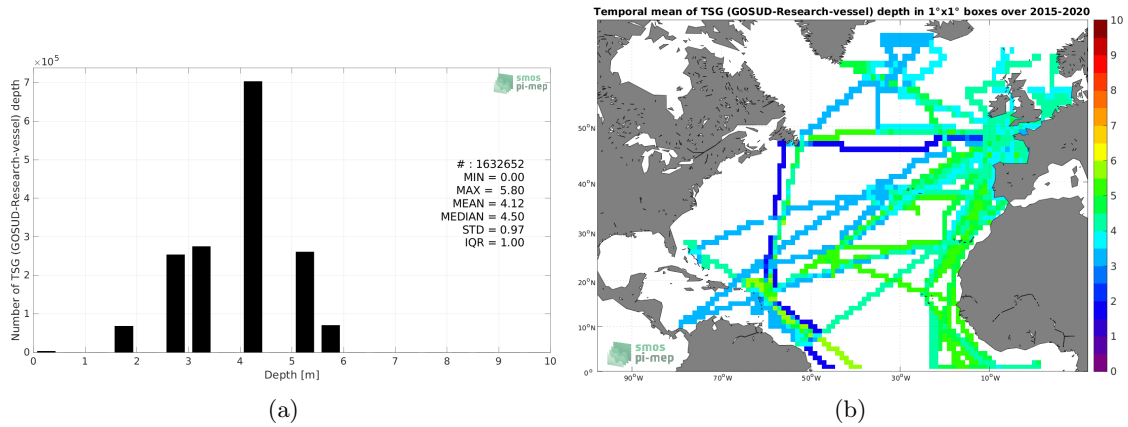 Temporal mean of TSG (GOSUD-Research-vessel) depth in 1°x1° boxes over 2015-2020
×10⁵
7
6
5
4
3
2
1
0
Number of TSG (GOSUD-Research-vessel) depth
smos
pi-mep
# : 1632652
MIN = 0.00
MAX = 5.80
MEAN = 4.12
MEDIAN = 4.50
STD = 0.97
IQR = 1.00
0 1 2 3 4 5 6 7 8 9 10
Depth [m]
(a)
50°N
40°N
30°N
20°N
10°N
0°
90°W 70°W 50°W 30°W 10°W
smos
pi-mep
10
9
8
7
6
5
4
3
2
1
0
(b)